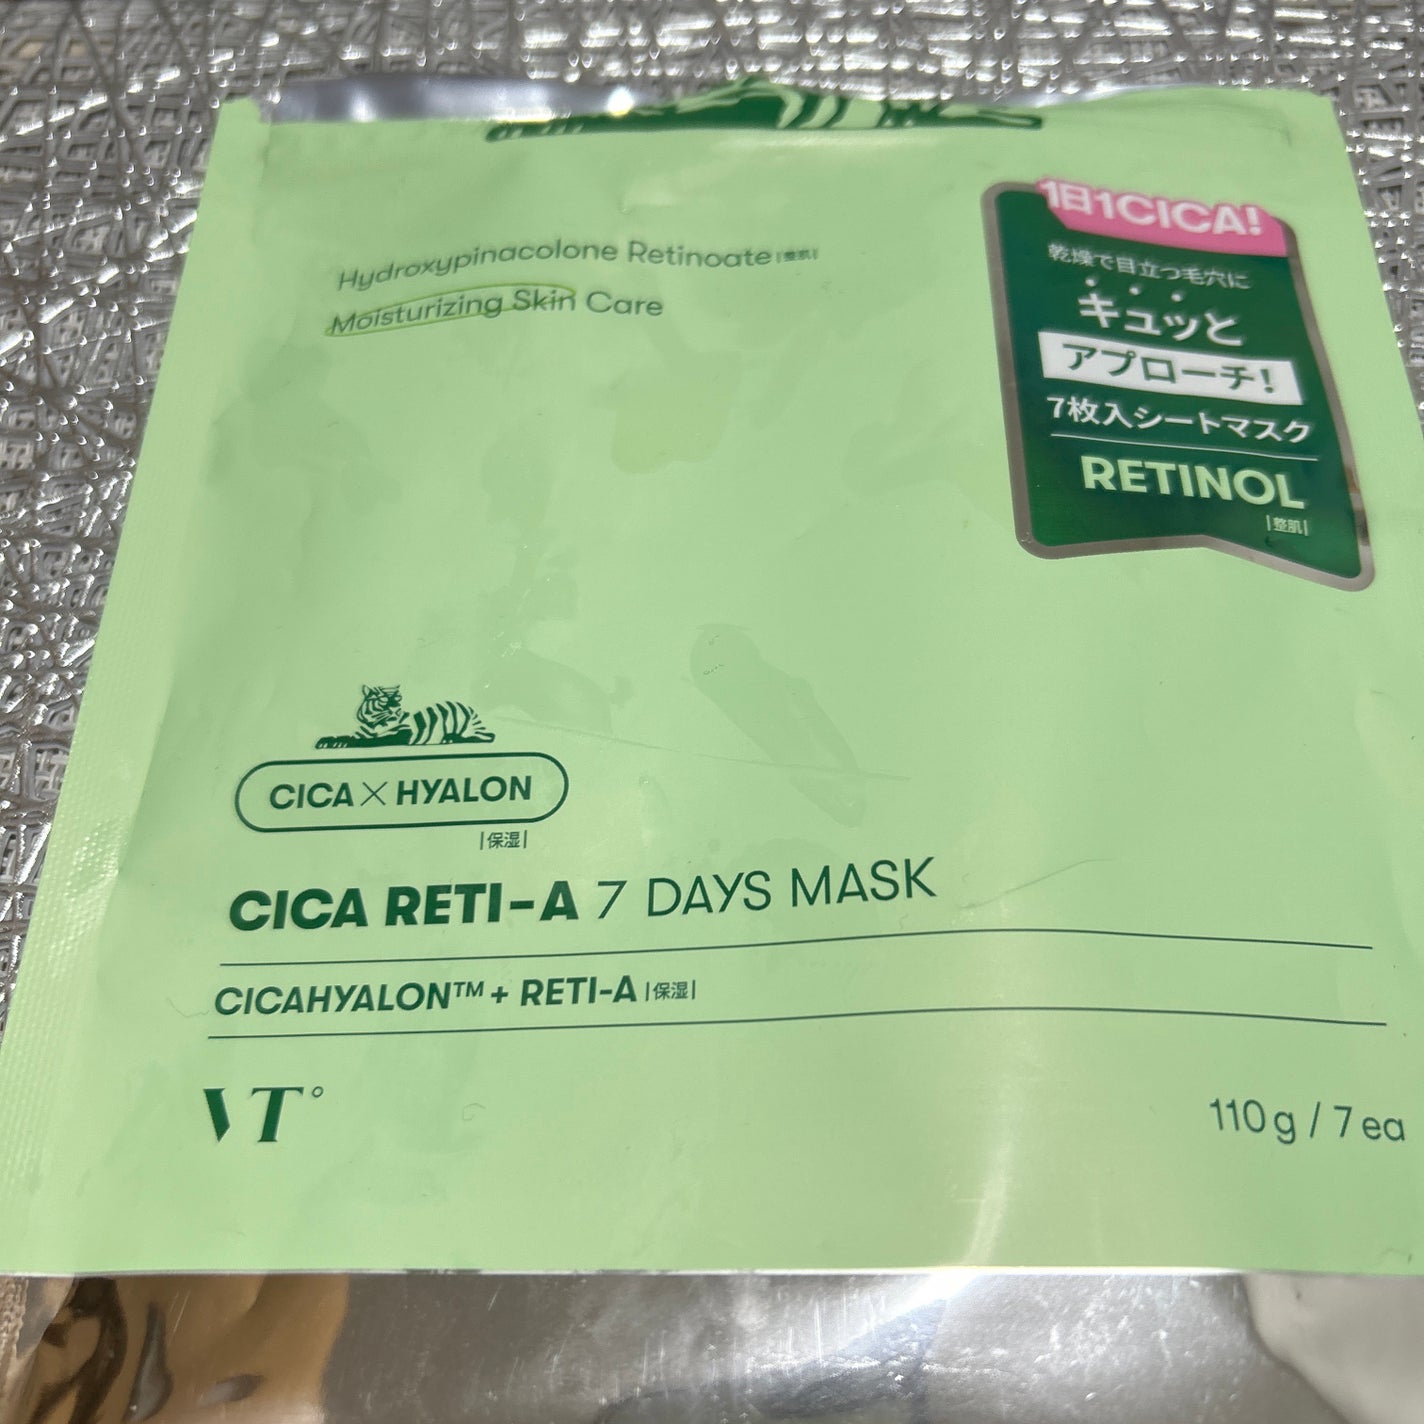 Hydroxypinacolone Retinoate |整肌|
Moisturizing Skin Care
1日1CICA!
乾燥で目立つ毛穴に
キュッと
アプローチ!
7枚入シートマスク
RETINOL
|整肌|
CICA×HYALON
|保湿|
CICA RETI-A 7 DAYS MASK
CICAHYALON™ + RETI-A |保湿|
VT°
110g / 7ea